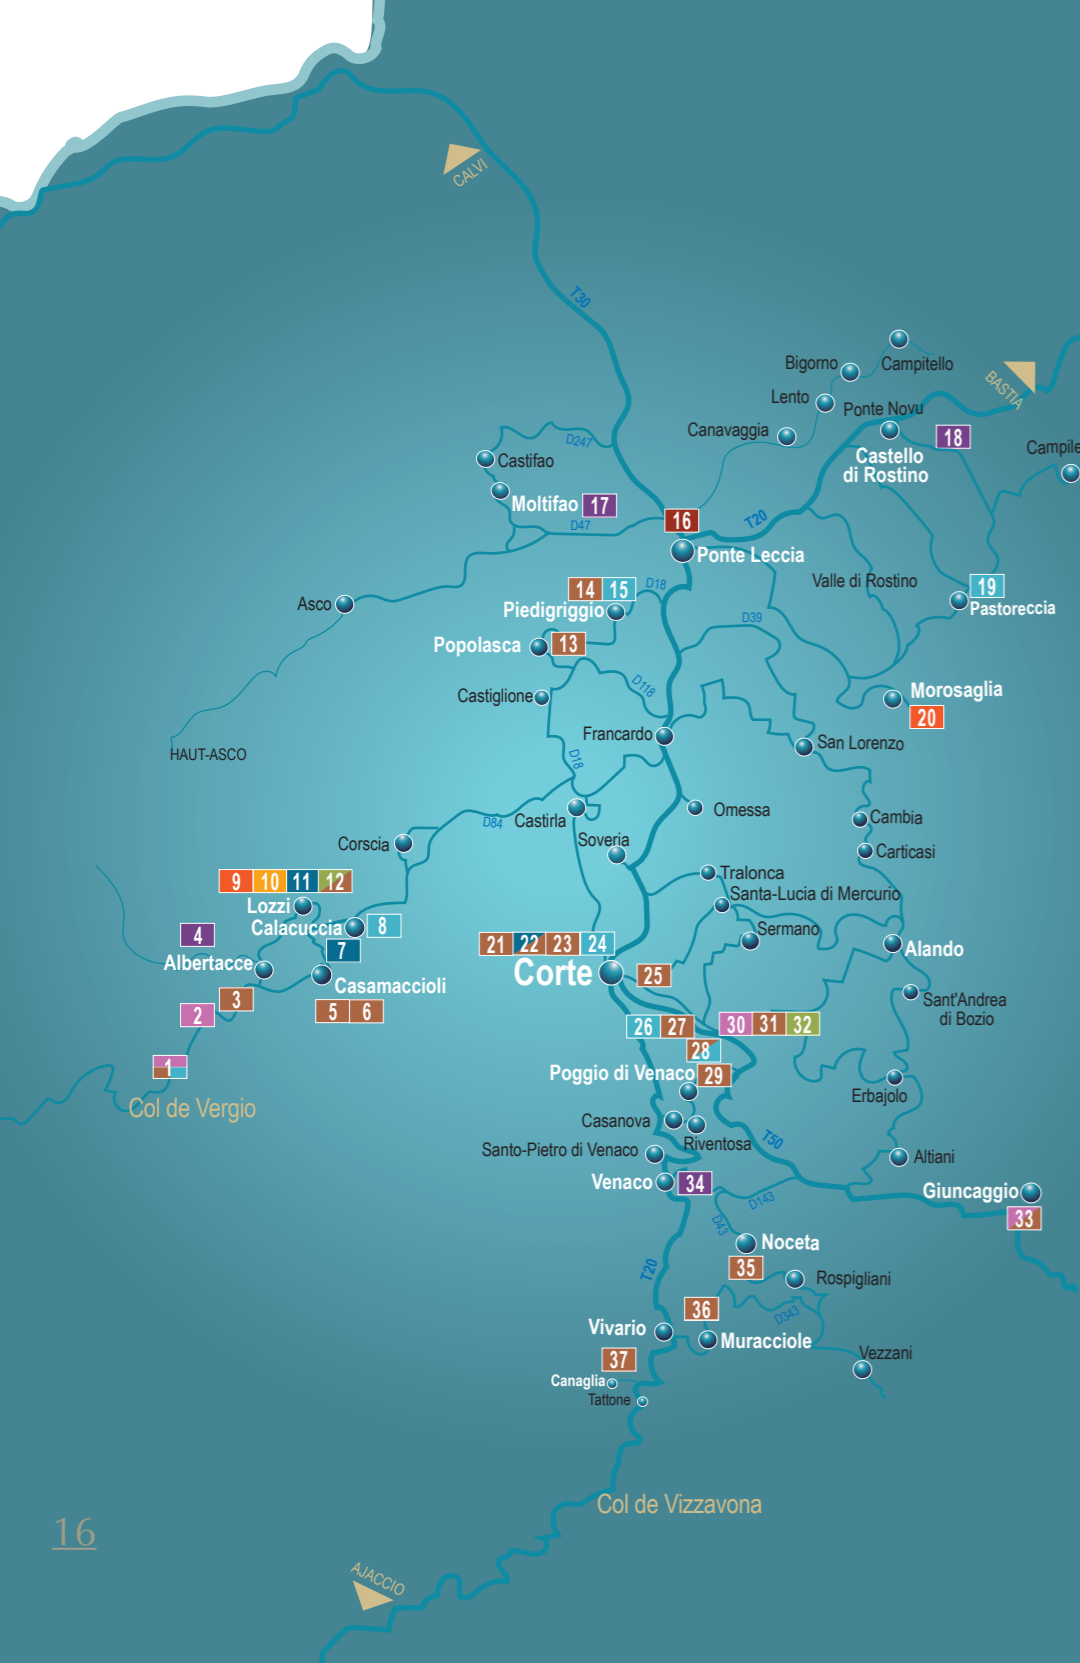 CALVI
T30
Campitello
Bigorno
BASTIA
Lento
Ponte Novu
Canavaggia
18
D247
Castello
di Rostino
Campile
Castifao
Moltifao 17
D47
16
T20
Ponte Leccia
14 15
D18
Valle di Rostino
19
Asco
Piedigriggio
Pastoreccia
D39
Popolasca 13
D118
Castiglione
Morosaglia
20
Francardo
San Lorenzo
HAUT-ASCO
D18
D84
Castirla
Omessa
Cambia
Corscia
Soveria
Carticasi
9 10 11 12
Tralonca
Santa-Lucia di Mercurio
Lozzi
Calacuccia 8
Sermano
4
7
21 22 23 24
Alando
Albertacce
Corte 25
Casamaccioli
3
5 6
2
Sant'Andrea
di Bozio
26 27
30 31 32
28
1
Poggio di Venaco 29
Erbajolo
Col de Vergio
Casanova
Riventosa
T50
Santo-Pietro di Venaco
Altiani
Venaco 34
Giuncaggio
D143
33
D43
Noceta
35
T20
Rospigliani
36
D343
Vivario
Muracciole
37
Vezzani
Canaglia
Tattone
Col de Vizzavona
16
AJACCIO